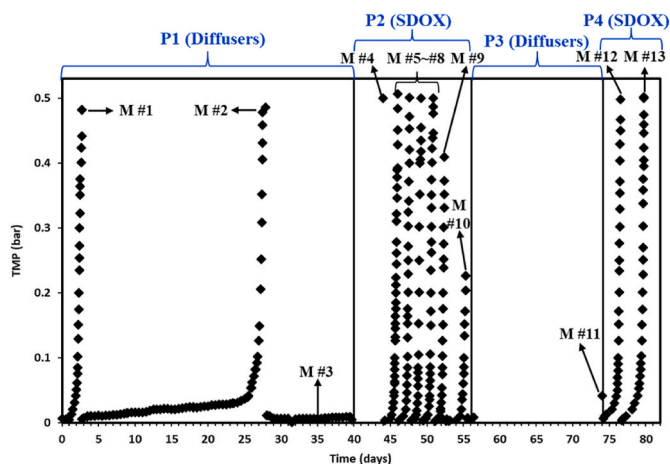 P2 (SDOX)
P4 (SDOX)
P1 (Diffusers)
P3 (Diffusers)
M #4
M #5~#8
M #9
M #12
M #13
M #1
M #2
M
#10
M #11
M #3
TMP (bar)
0.5
0.4
0.3
0.2
0.1
0
0 5 10 15 20 25 30 35 40 45 50 55 60 65 70 75 80
Time (days)